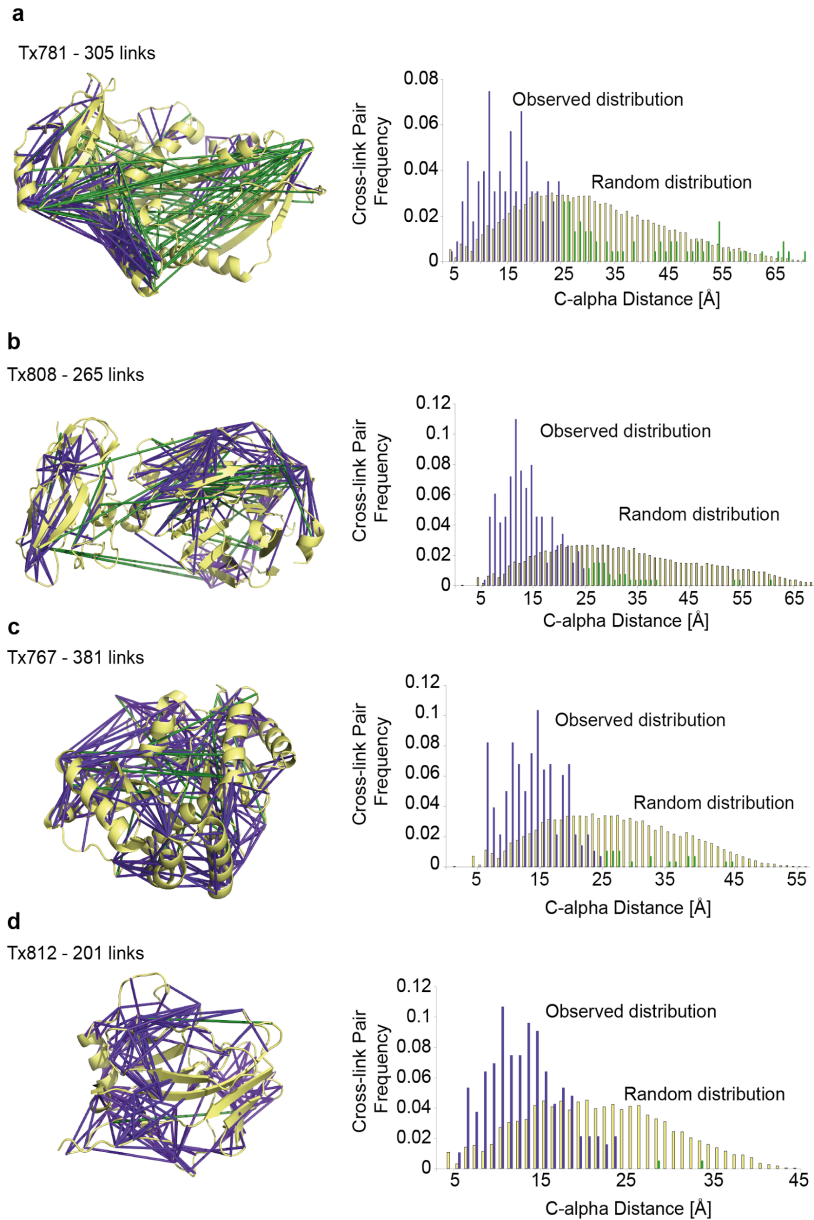 a
Tx781 - 305 links
Cross-link Pair
Frequency
0.08
0.06
0.04
0.02
0
Observed distribution
Random distribution
5 15 25 35 45 55 65
C-alpha Distance [Å]
b
Tx808 - 265 links
Cross-link Pair
Frequency
0.12
0.1
0.08
0.06
0.04
0.02
0
Observed distribution
Random distribution
5 15 25 35 45 55 65
C-alpha Distance [Å]
c
Tx767 - 381 links
Cross-link Pair
Frequency
0.12
0.1
0.08
0.06
0.04
0.02
0
Observed distribution
Random distribution
5 15 25 35 45 55
C-alpha Distance [Å]
d
Tx812 - 201 links
Cross-link Pair
Frequency
0.12
0.1
0.08
0.06
0.04
0.02
0
Observed distribution
Random distribution
5 15 25 35 45
C-alpha Distance [Å]